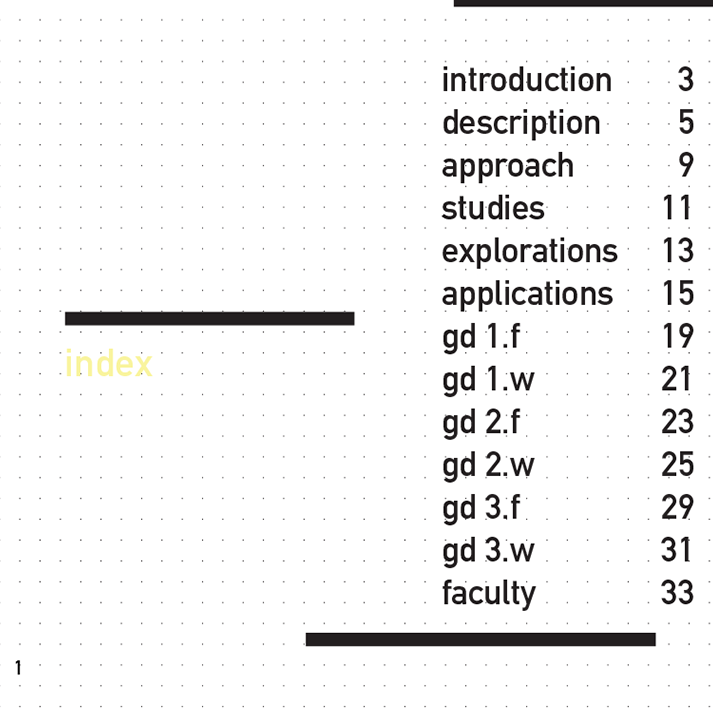 index
introduction 3
description 5
approach 9
studies 11
explorations 13
applications 15
gd 1.f 19
gd 1.w 21
gd 2.f 23
gd 2.w 25
gd 3.f 29
gd 3.w 31
faculty 33
1